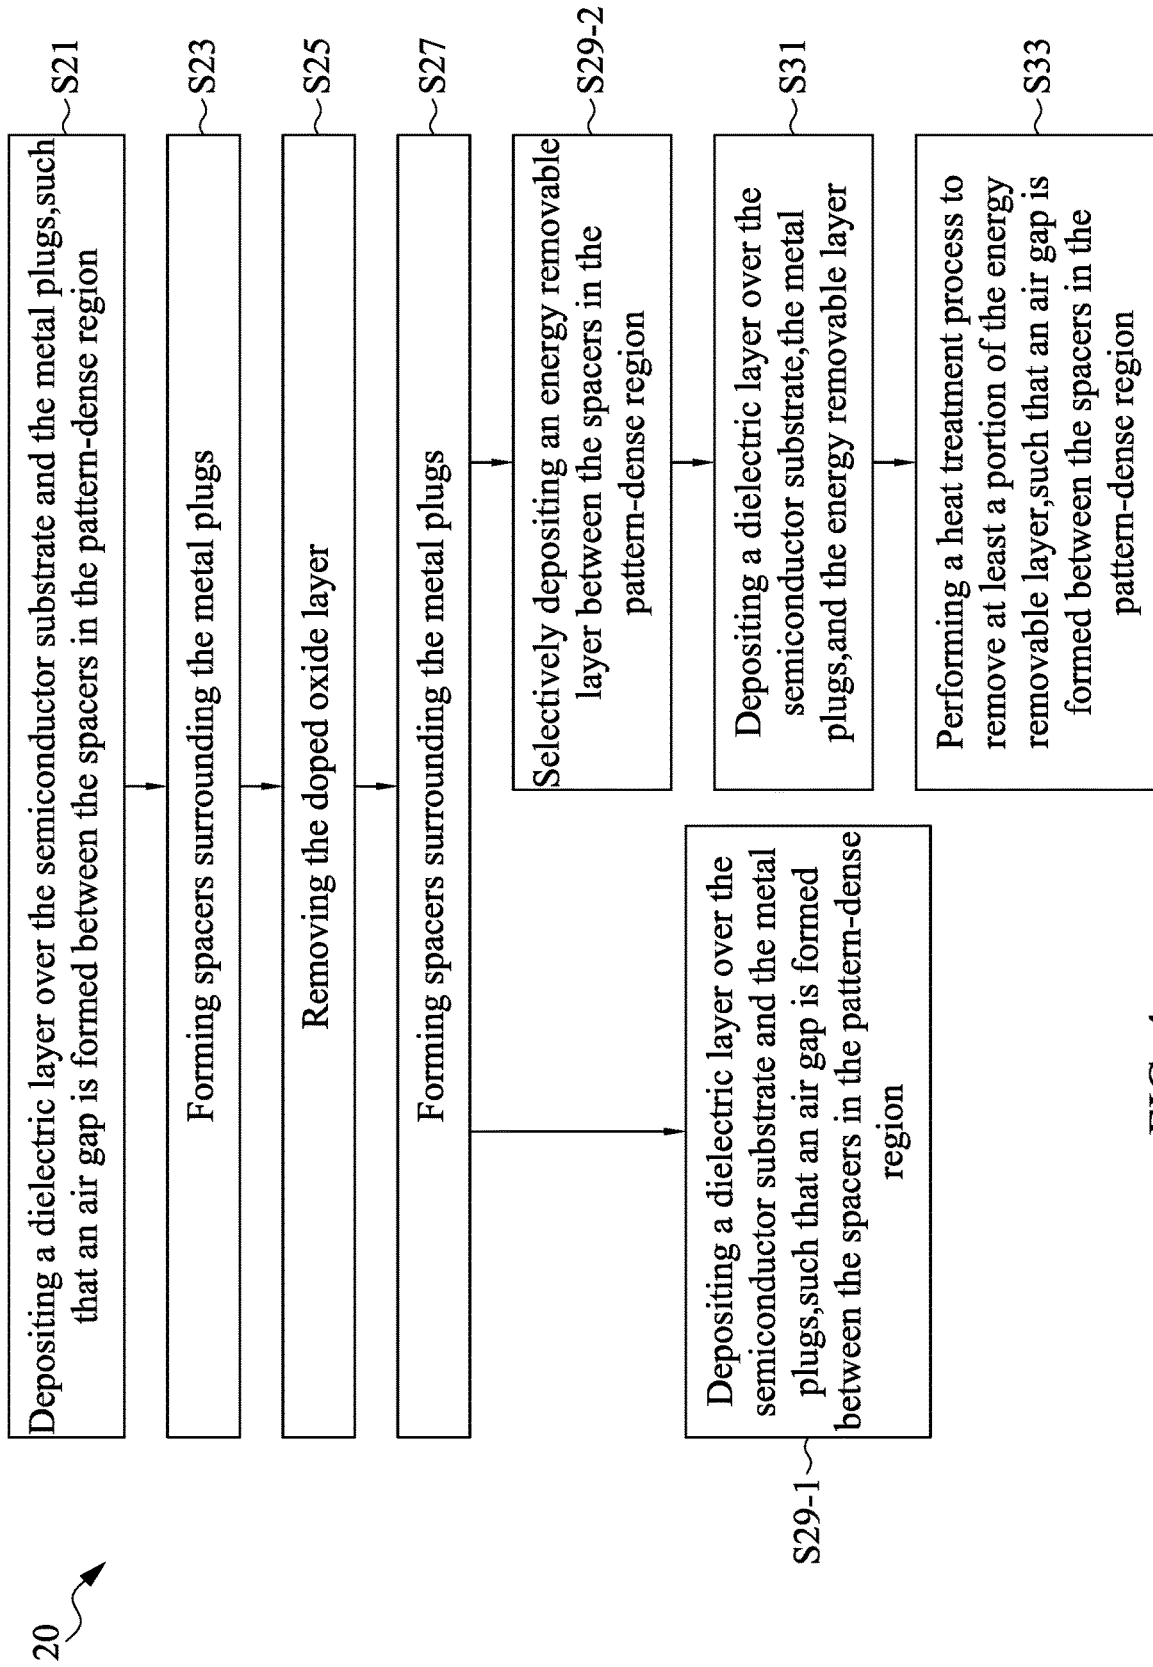 20
Depositing a dielectric layer over the semiconductor substrate and the metal plugs,such
that an air gap is formed between the spacers in the pattern-dense region
S21
Forming spacers surrounding the metal plugs
S23
Removing the doped oxide layer
S25
Forming spacers surrounding the metal plugs
S27
S29-1
Depositing a dielectric layer over the
semiconductor substrate and the metal
plugs,such that an air gap is formed
between the spacers in the pattern-dense
region
Selectively depositing an energy removable
layer between the spacers in the
pattern-dense region
S29-2
Depositing a dielectric layer over the
semiconductor substrate,the metal
plugs,and the energy removable layer
S31
Performing a heat treatment process to
remove at least a portion of the energy
removable layer,such that an air gap is
formed between the spacers in the
pattern-dense region
S33